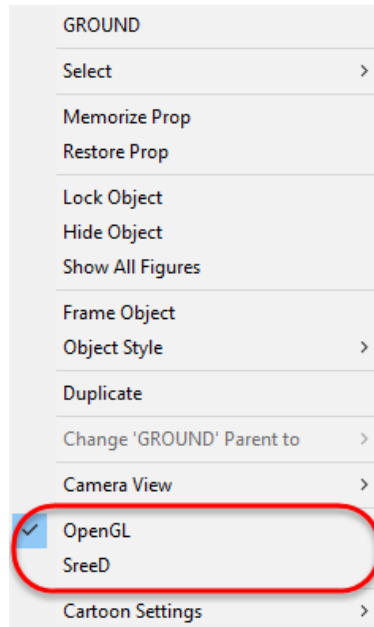 GROUND
Select
Memorize Prop
Restore Prop
Lock Object
Hide Object
Show All Figures
Frame Object
Object Style
Duplicate
Change 'GROUND' Parent to
Camera View
OpenGL
SreeD
Cartoon Settings